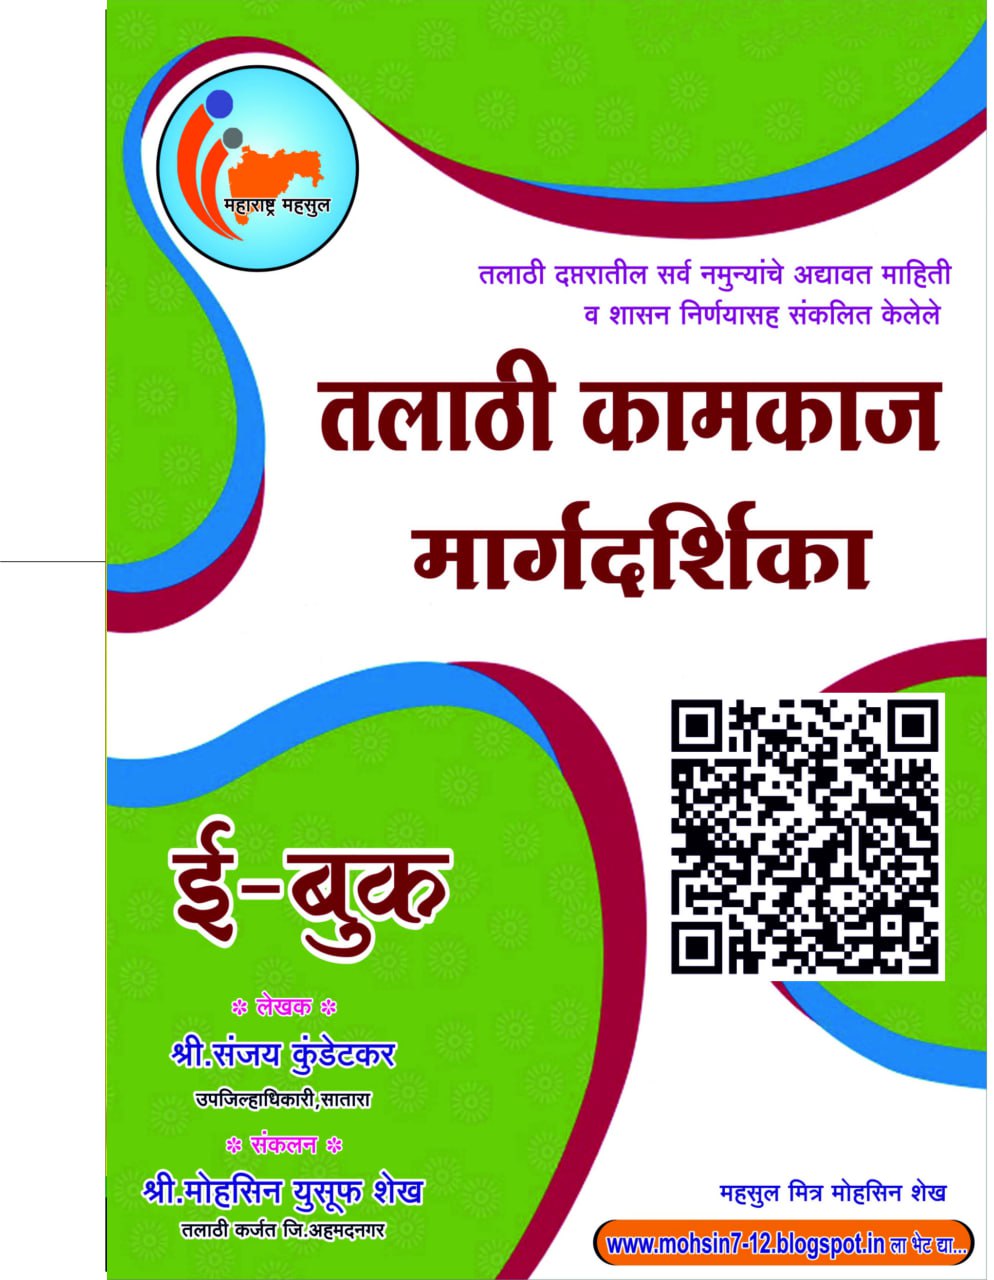 महाराष्ट्र महसुल
तलाठी दप्तरातील सर्व नमुन्यांचे अद्यावत माहिती
व शासन निर्णयासह संकलित केलेले
तलाठी कामकाज
मार्गदर्शिका
ई-बुक
* लेखक *
श्री.संजय कुंडेटकर
उपजिल्हाधिकारी,सातारा
* संकलन *
श्री.मोहसिन युसूफ शेख
तलाठी कर्जत जि.अहमदनगर
महसुल मित्र मोहसिन शेख
www.mohsin7-12.blogspot.in ला भेट द्या...